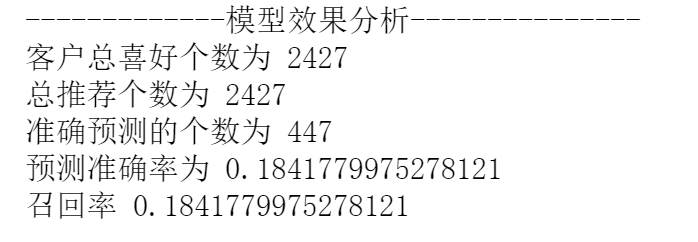 -------------模型效果分析---------------
客户总喜好个数为 2427
总推荐个数为 2427
准确预测的个数为 447
预测准确率为 0.1841779975278121
召回率 0.1841779975278121